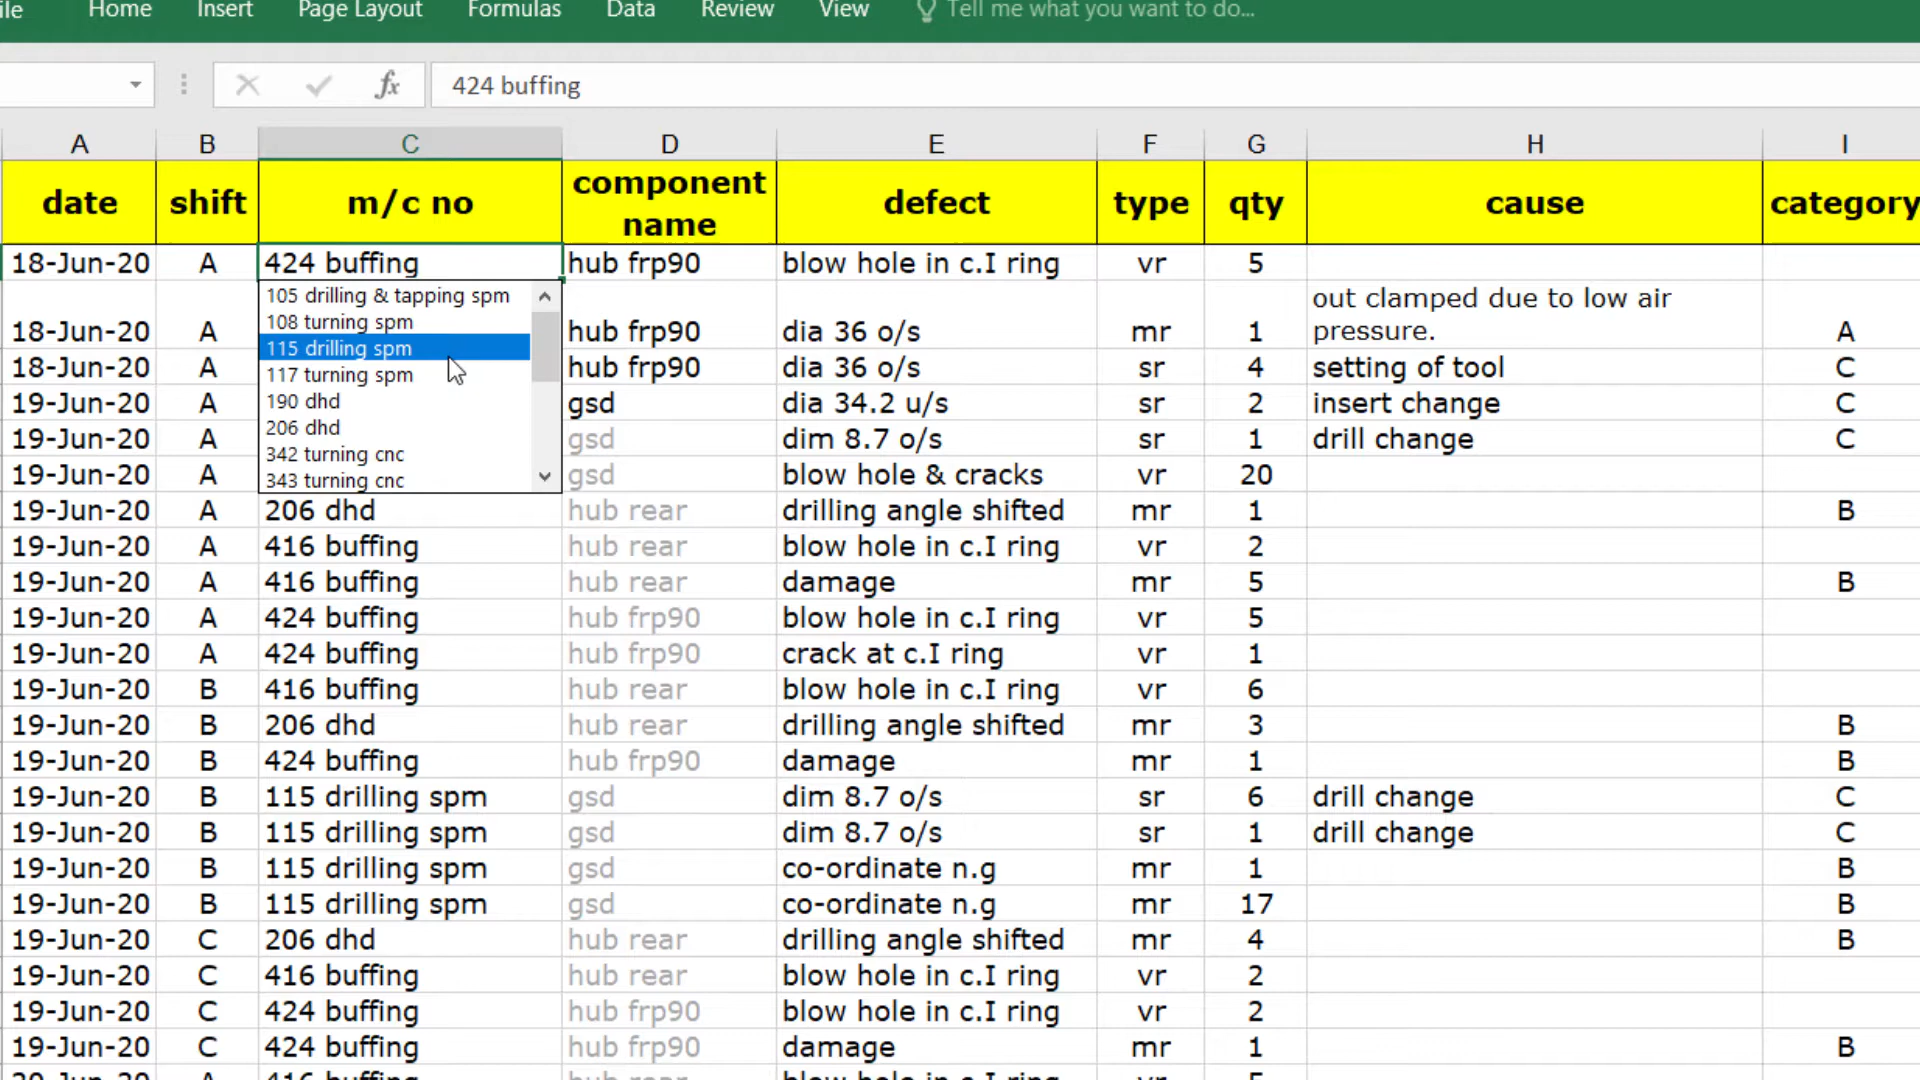 ile Home Insert Page Layout Formulas Data Review View Tell me what you want to do...
fx 424 buffing
A B C D E F G H I
date shift m/c no component name defect type qty cause category
18-Jun-20 A 424 buffing hub frp90 blow hole in c.I ring vr 5
105 drilling & tapping spm
108 turning spm
115 drilling spm
117 turning spm
190 dhd
206 dhd
342 turning cnc
343 turning cnc
18-Jun-20 A hub frp90 dia 36 o/s mr 1 out clamped due to low air pressure. A
18-Jun-20 A hub frp90 dia 36 o/s sr 4 setting of tool C
19-Jun-20 A gsd dia 34.2 u/s sr 2 insert change C
19-Jun-20 A gsd dim 8.7 o/s sr 1 drill change C
19-Jun-20 A gsd blow hole & cracks vr 20
19-Jun-20 A 206 dhd hub rear drilling angle shifted mr 1 B
19-Jun-20 A 416 buffing hub rear blow hole in c.I ring vr 2
19-Jun-20 A 416 buffing hub rear damage mr 5 B
19-Jun-20 A 424 buffing hub frp90 blow hole in c.I ring vr 5
19-Jun-20 A 424 buffing hub frp90 crack at c.I ring vr 1
19-Jun-20 B 416 buffing hub rear blow hole in c.I ring vr 6
19-Jun-20 B 206 dhd hub rear drilling angle shifted mr 3 B
19-Jun-20 B 424 buffing hub frp90 damage mr 1 B
19-Jun-20 B 115 drilling spm gsd dim 8.7 o/s sr 6 drill change C
19-Jun-20 B 115 drilling spm gsd dim 8.7 o/s sr 1 drill change C
19-Jun-20 B 115 drilling spm gsd co-ordinate n.g mr 1 B
19-Jun-20 B 115 drilling spm gsd co-ordinate n.g mr 17 B
19-Jun-20 C 206 dhd hub rear drilling angle shifted mr 4 B
19-Jun-20 C 416 buffing hub rear blow hole in c.I ring vr 2
19-Jun-20 C 424 buffing hub frp90 blow hole in c.I ring vr 2
19-Jun-20 C 424 buffing hub frp90 damage mr 1 B